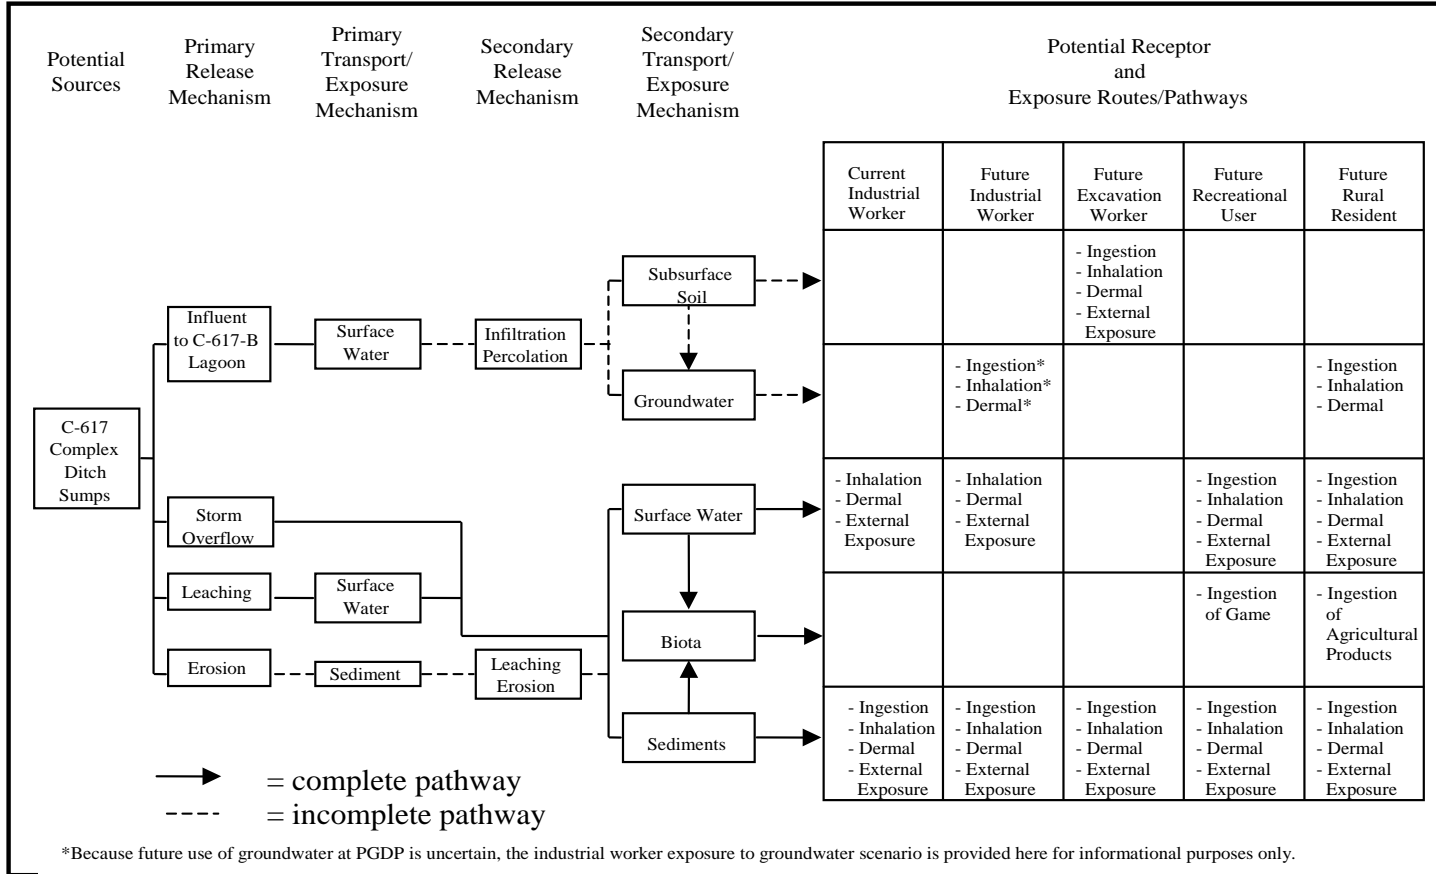 Potential
Sources
Primary
Release
Mechanism
Primary
Transport/
Exposure
Mechanism
Secondary
Release
Mechanism
Secondary
Transport/
Exposure
Mechanism
Potential Receptor
and
Exposure Routes/Pathways
Current
Industrial
Worker
Future
Industrial
Worker
Future
Excavation
Worker
Future
Recreational
User
Future
Rural
Resident
C-617
Complex
Ditch
Sumps
Influent
to C-617-B
Lagoon
Surface
Water
Infiltration
Percolation
Subsurface
Soil
- Ingestion
- Inhalation
- Dermal
- External
Exposure
Groundwater
- Ingestion*
- Inhalation*
- Dermal*
- Ingestion
- Inhalation
- Dermal
Storm
Overflow
Surface Water
- Inhalation
- Dermal
- External
Exposure
- Inhalation
- Dermal
- External
Exposure
- Ingestion
- Inhalation
- Dermal
- External
Exposure
- Ingestion
- Inhalation
- Dermal
- External
Exposure
Leaching
Surface
Water
Biota
- Ingestion
of Game
- Ingestion
of
Agricultural
Products
Erosion
Sediment
Leaching
Erosion
Sediments
- Ingestion
- Inhalation
- Dermal
- External
Exposure
- Ingestion
- Inhalation
- Dermal
- External
Exposure
- Ingestion
- Inhalation
- Dermal
- External
Exposure
- Ingestion
- Inhalation
- Dermal
- External
Exposure
- Ingestion
- Inhalation
- Dermal
- External
Exposure
= complete pathway
= incomplete pathway
*Because future use of groundwater at PGDP is uncertain, the industrial worker exposure to groundwater scenario is provided here for informational purposes only.